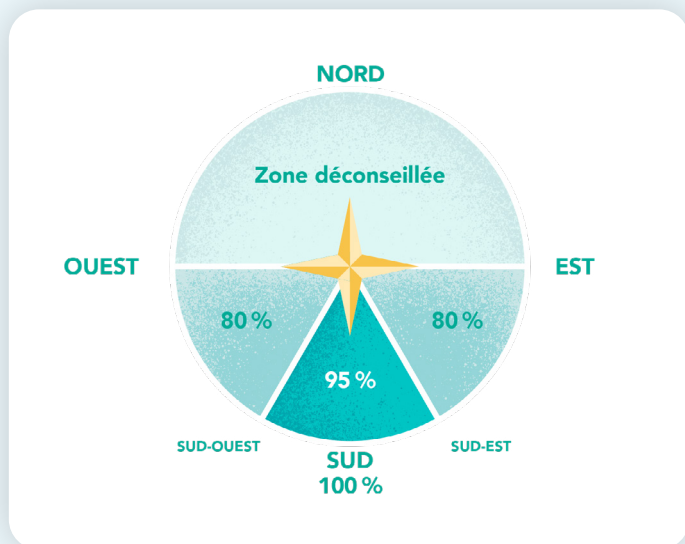 NORD
Zone déconseillée
OUEST
EST
80 %
80 %
95 %
SUD-OUEST
SUD-EST
SUD
100 %